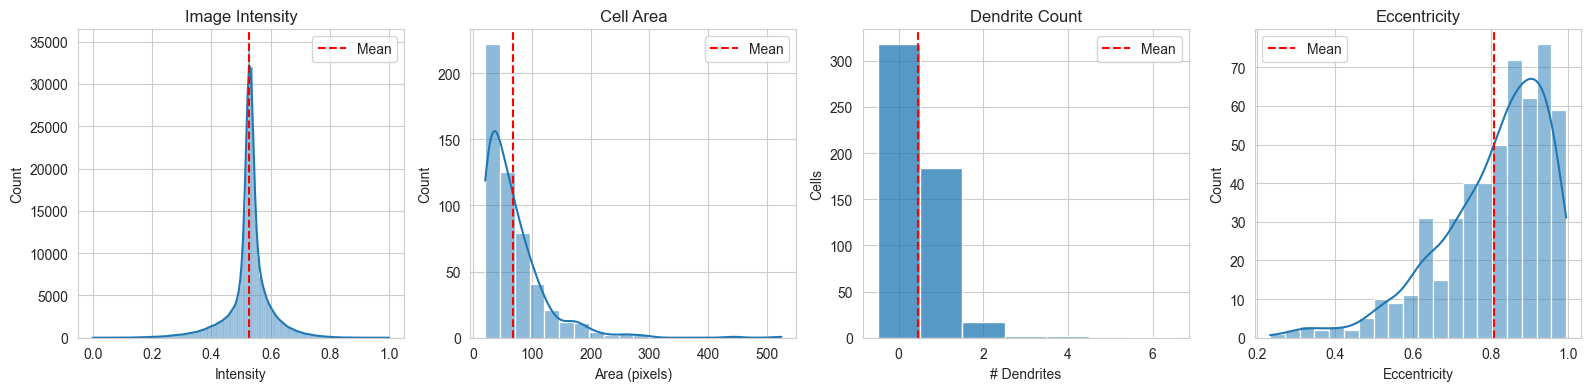 Image Intensity
Mean
35000
30000
25000
20000
15000
10000
5000
0
Count
0.0 0.2 0.4 0.6 0.8 1.0
Intensity
Cell Area
Mean
200
150
100
50
0
Count
0 100 200 300 400 500
Area (pixels)
Dendrite Count
Mean
300
250
200
150
100
50
0
Cells
0 2 4 6
# Dendrites
Eccentricity
Mean
70
60
50
40
30
20
10
0
Count
0.2 0.4 0.6 0.8 1.0
Eccentricity